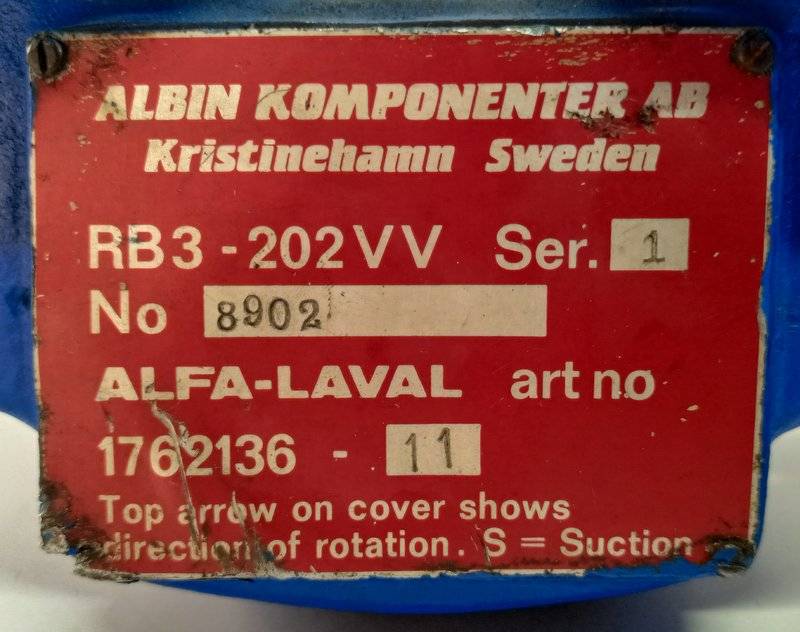 ALBIN KOMPONENTER AB
Kristinehamn Sweden
RB3 - 202VV Ser. 1
No 8902
ALFA-LAVAL art no
1762136 - 11
Top arrow on cover shows
direction of rotation. S = Suction